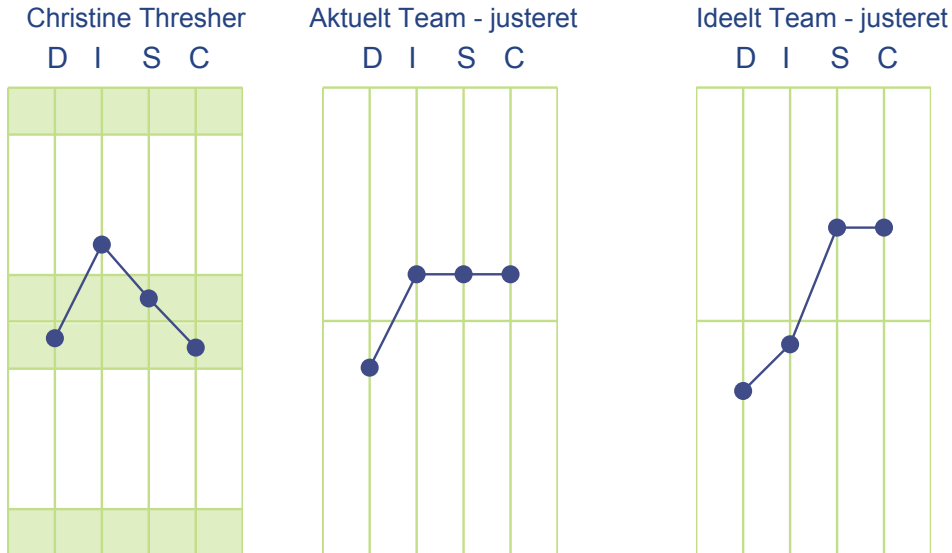 Christine Thresher
D I S C
Aktuelt Team - justeret
D I S C
Ideelt Team - justeret
D I S C